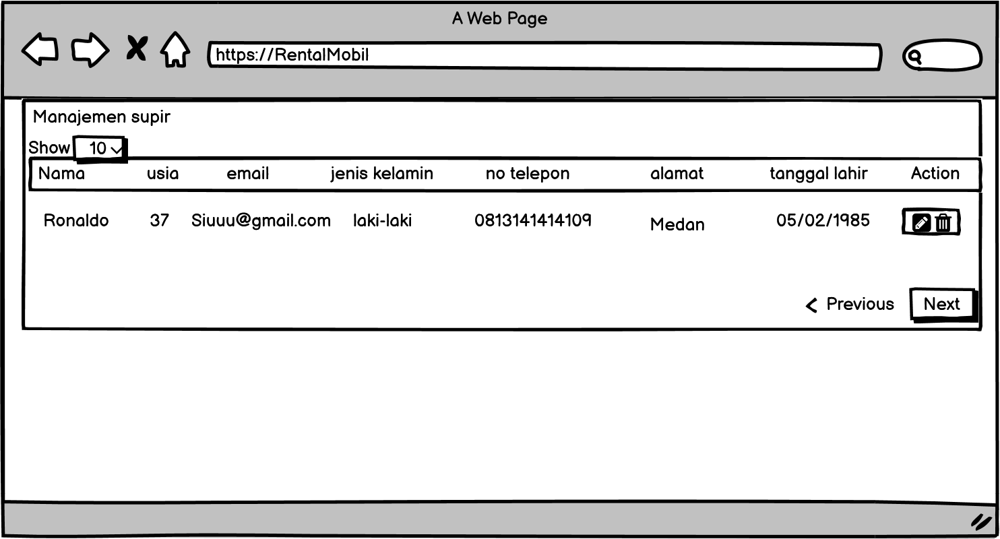 A Web Page
https://RentalMobil
Manajemen supir
Show 10
Nama usia email jenis kelamin no telepon alamat tanggal lahir Action
Ronaldo 37 Siuuu@gmail.com laki-laki 0813141414109 Medan 05/02/1985
Previous Next